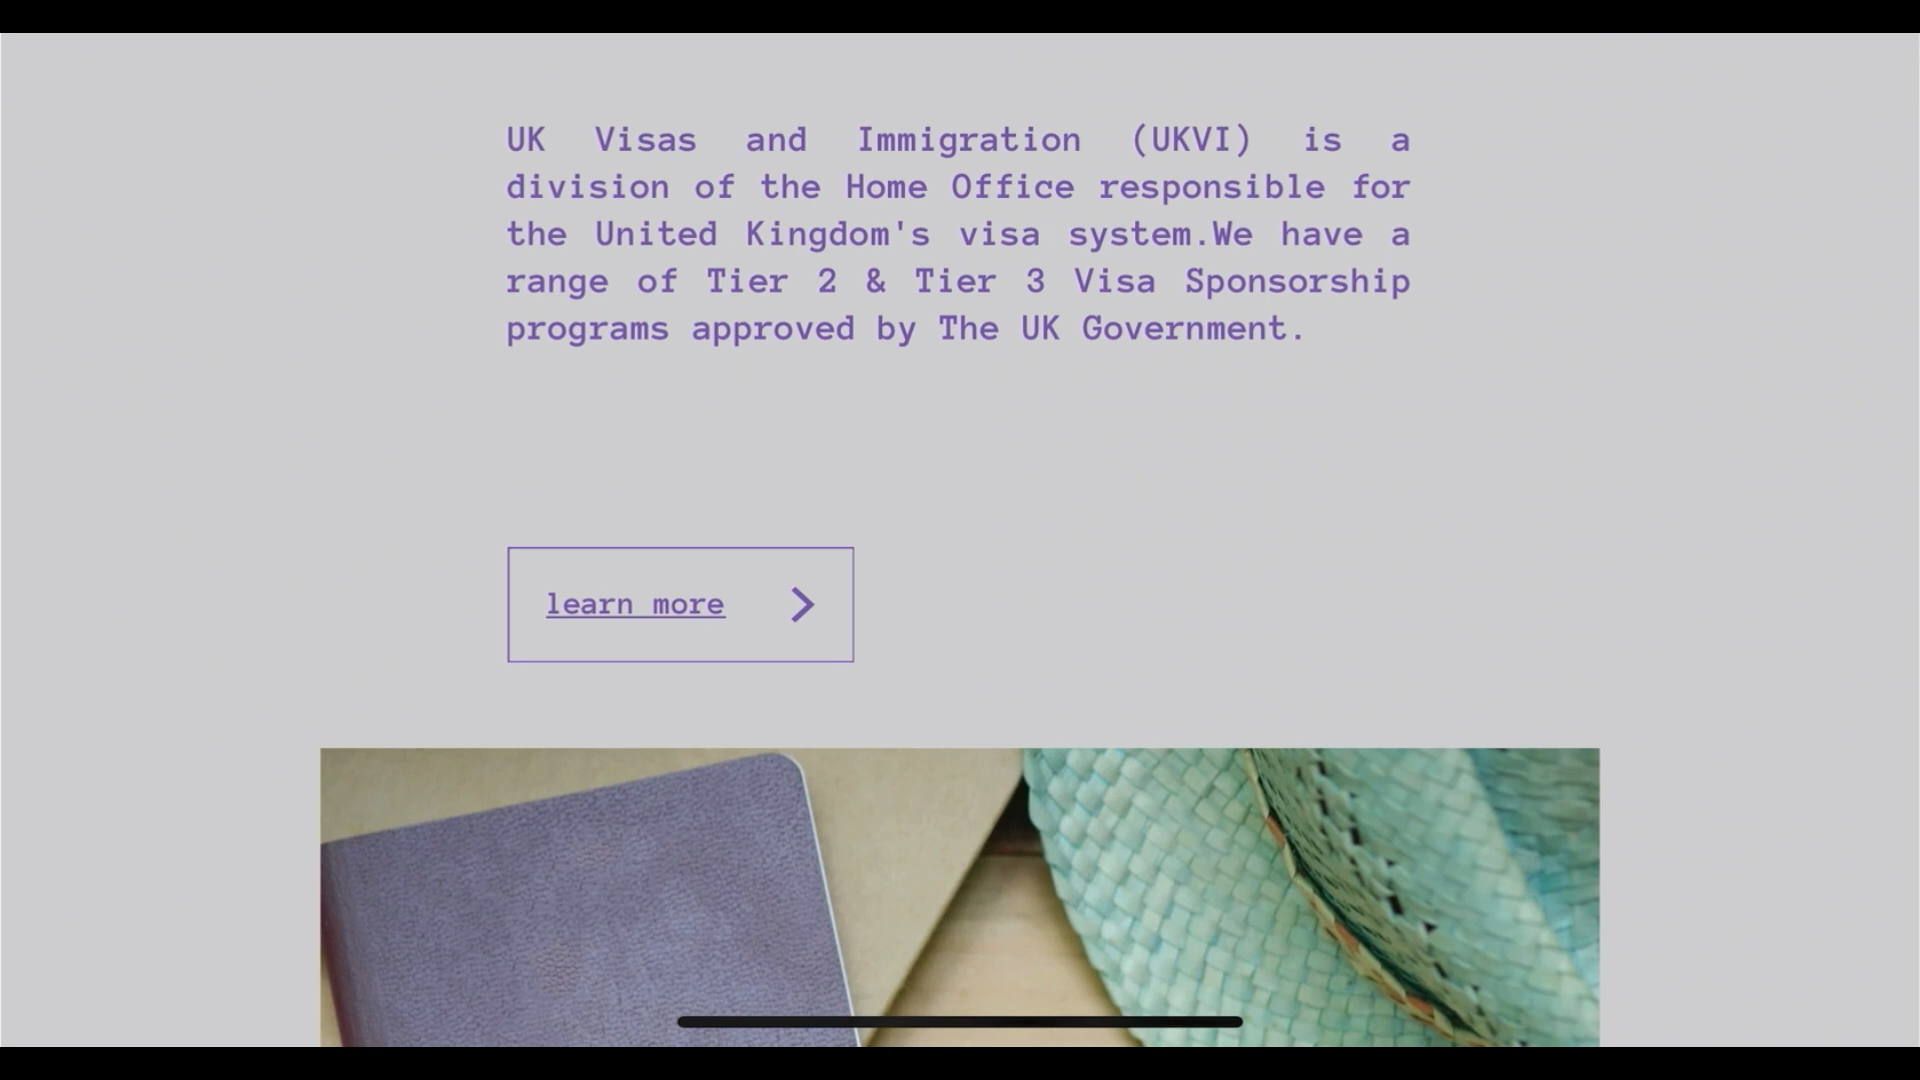 UK Visas and Immigration (UKVI) is a
division of the Home Office responsible for
the United Kingdom's visa system.We have a
range of Tier 2 & Tier 3 Visa Sponsorship
programs approved by The UK Government.
learn more